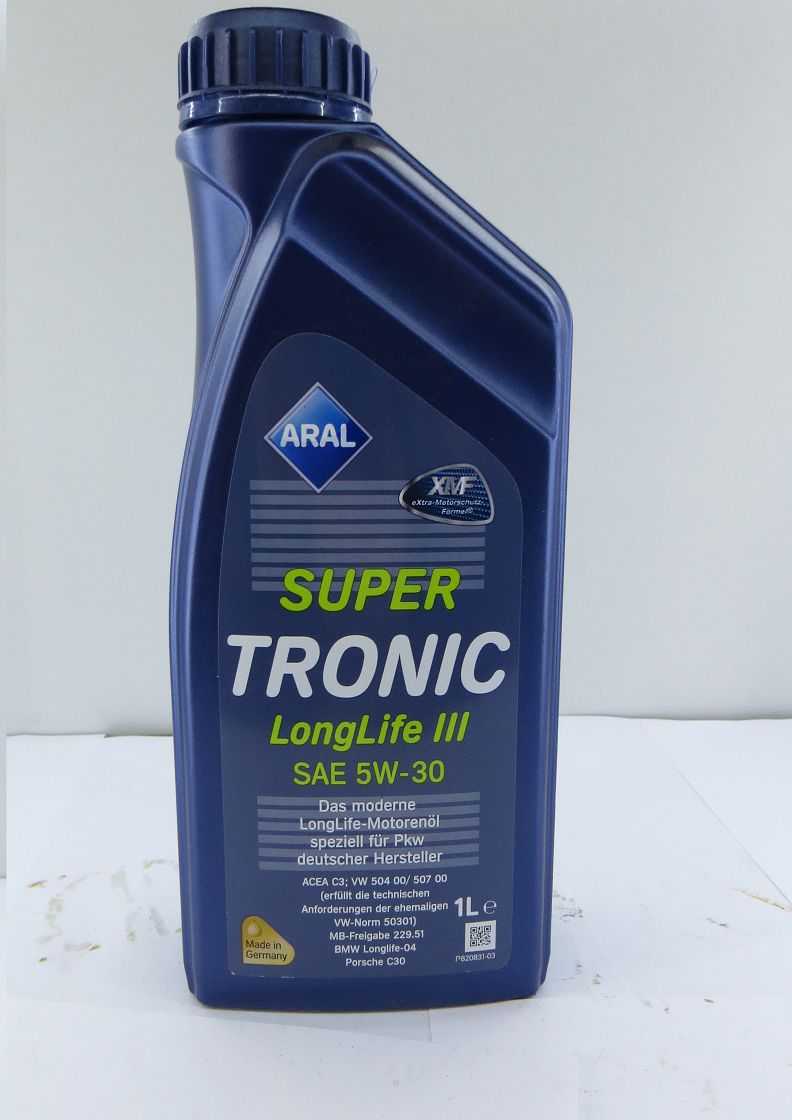 ARAL
XMF
eXtra-Motorschutz-
Formel
SUPER
TRONIC
LongLife III
SAE 5W-30
Das moderne
LongLife-Motorenöl
speziell für Pkw
deutscher Hersteller
ACEA C3; VW 504 00/ 507 00
(erfüllt die technischen
Anforderungen der ehemaligen
VW-Norm 50301)
MB-Freigabe 229.51
BMW Longlife-04
Porsche C30
1L e
Made in
Germany
P820831-03